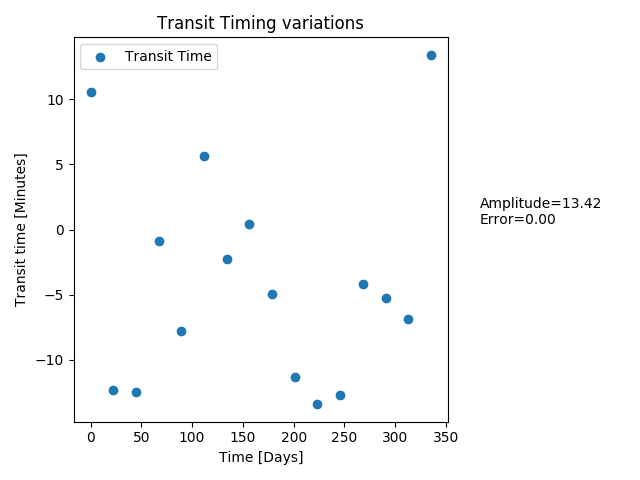 Transit Timing variations
Transit Time
Transit time [Minutes]
10
5
0
−5
−10
0
50
100
150
200
250
300
350
Time [Days]
Amplitude=13.42
Error=0.00